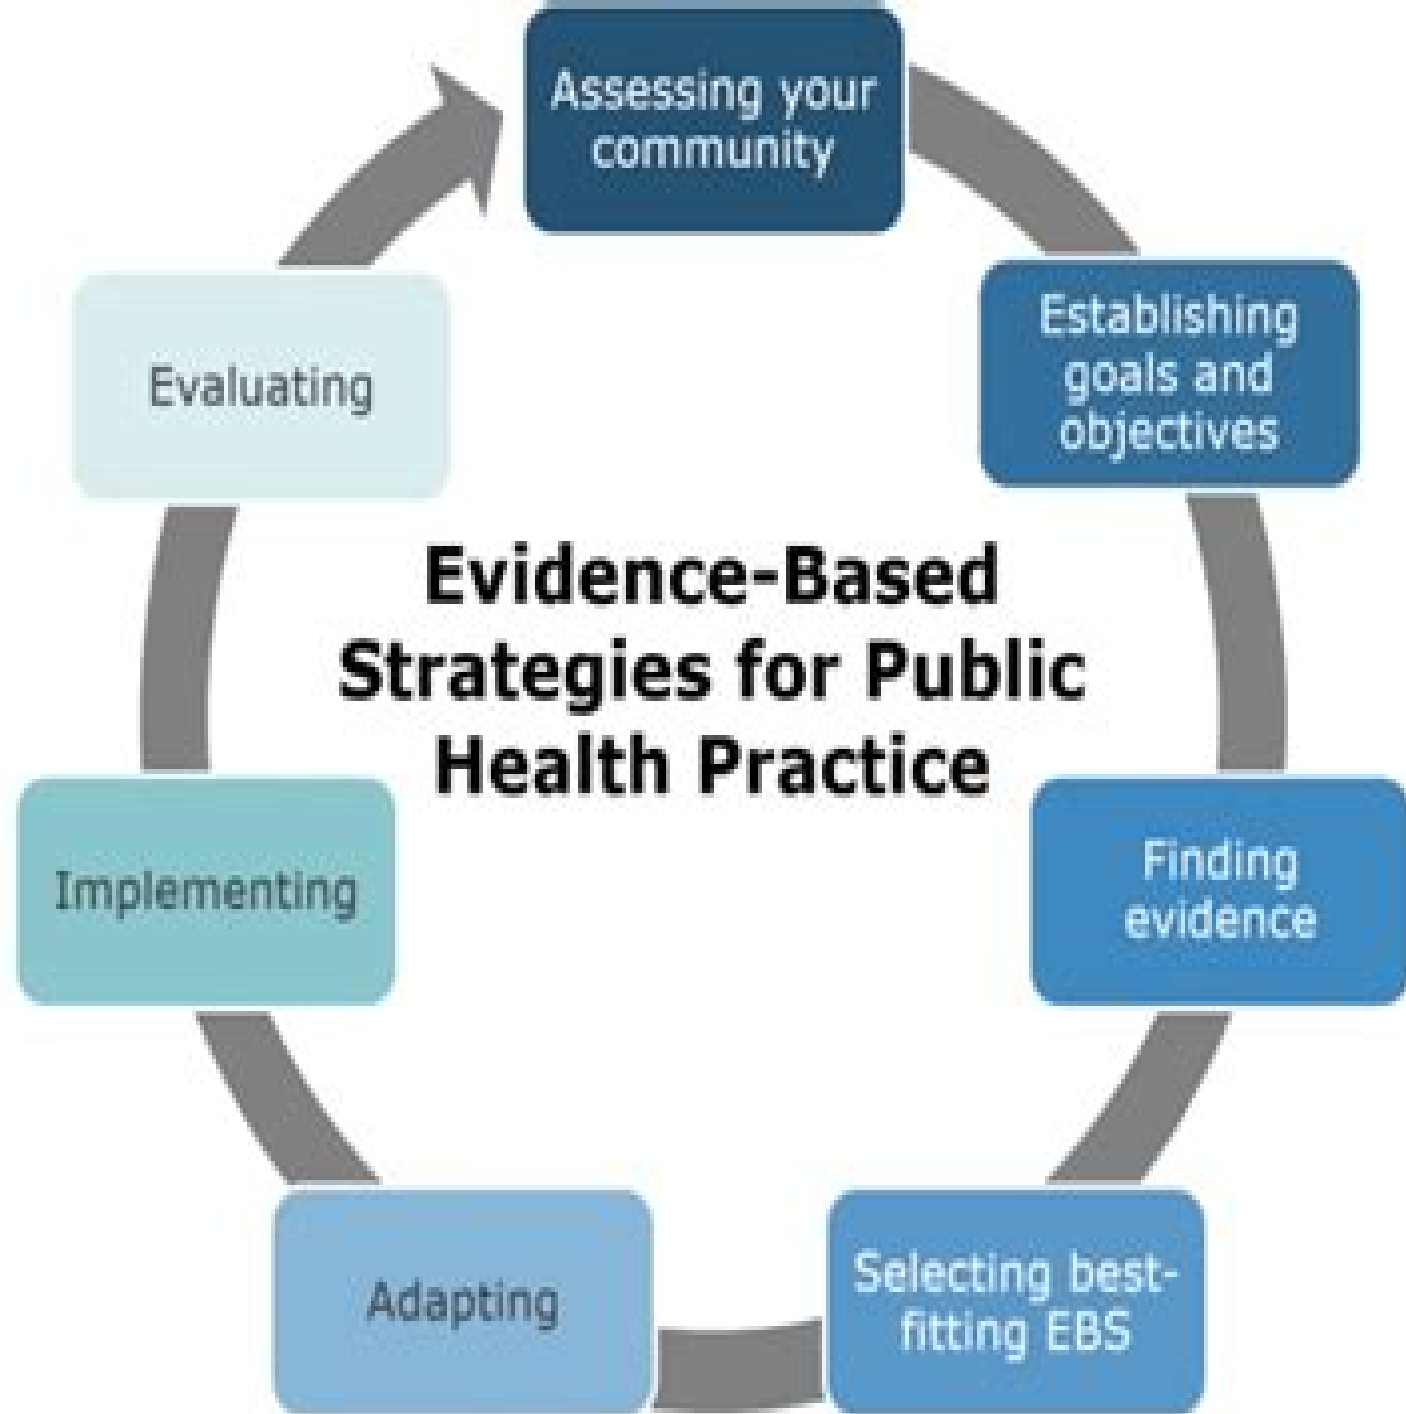 Assessing your
community
Establishing
goals and
objectives
Finding
evidence
Selecting best-
fitting EBS
Adapting
Implementing
Evaluating
Evidence-Based
Strategies for Public
Health Practice